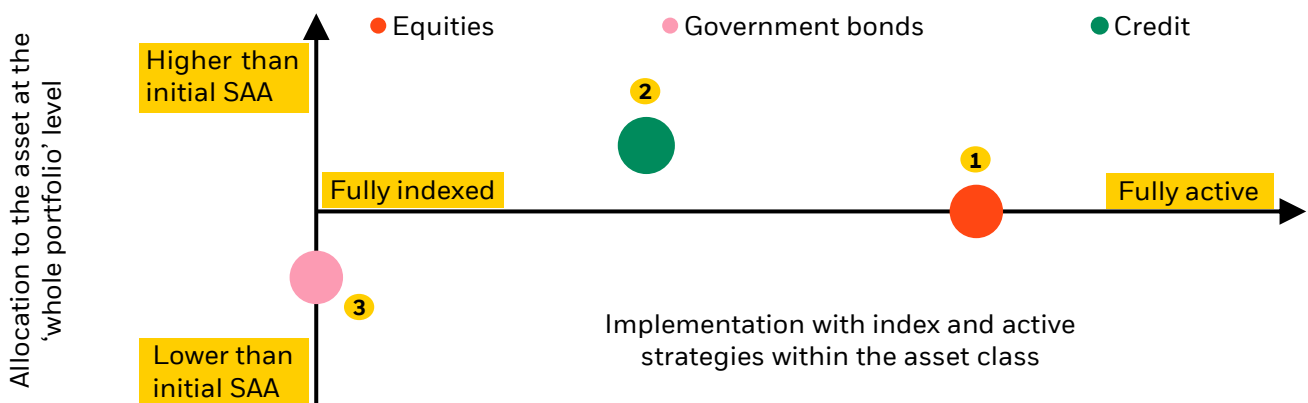 Allocation to the asset at the
‘whole portfolio’ level
Equities
Government bonds
Credit
Higher than
initial SAA
2
1
Fully indexed
Fully active
3
Implementation with index and active
strategies within the asset class
Lower than
initial SAA